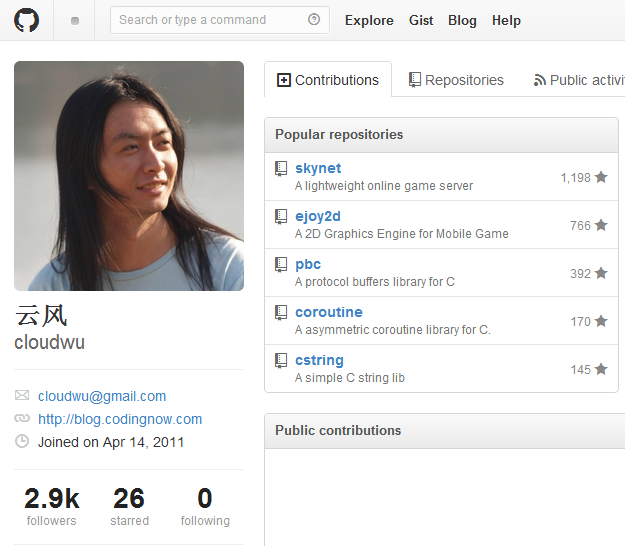 Search or type a command
Explore Gist Blog Help
云风
cloudwu
cloudwu@gmail.com
http://blog.codingnow.com
Joined on Apr 14, 2011
2.9k 26 0
followers starred following
Contributions Repositories Public activi
Popular repositories
skynet
A lightweight online game server
1,198
ejoy2d
A 2D Graphics Engine for Mobile Game
766
pbc
A protocol buffers library for C
392
coroutine
A asymmetric coroutine library for C.
170
cstring
A simple C string lib
145
Public contributions